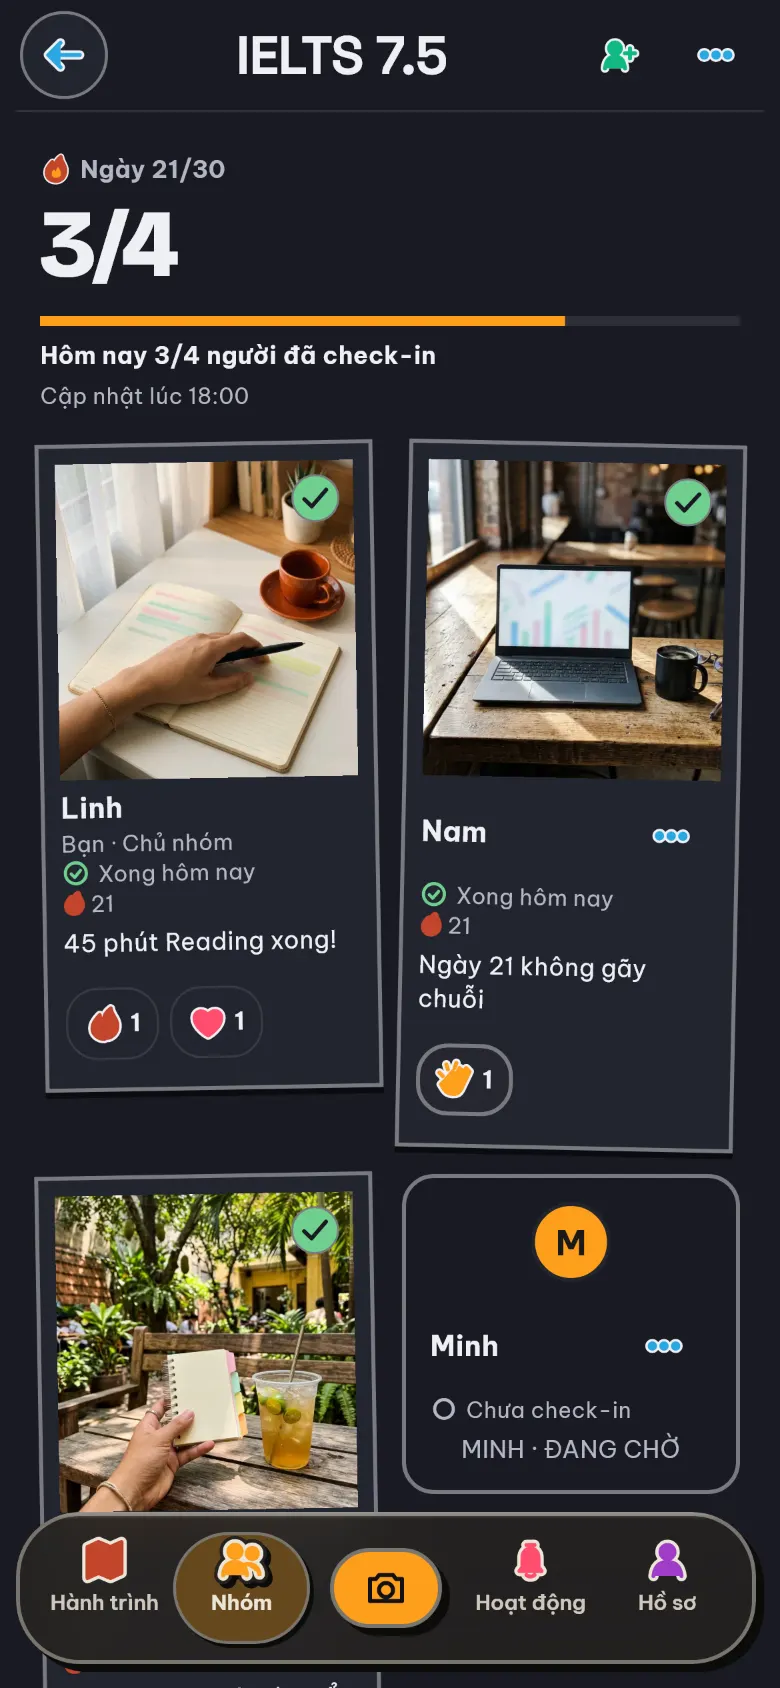 IELTS 7.5
Ngày 21/30
3/4
Hôm nay 3/4 người đã check-in
Cập nhật lúc 18:00
Linh
Bạn · Chủ nhóm
Xong hôm nay
21
45 phút Reading xong!
1
1
Nam
Xong hôm nay
21
Ngày 21 không gãy
chuỗi
1
M
Minh
Chưa check-in
MINH · ĐANG CHỜ
Hành trình
Nhóm
Hoạt động
Hồ sơ